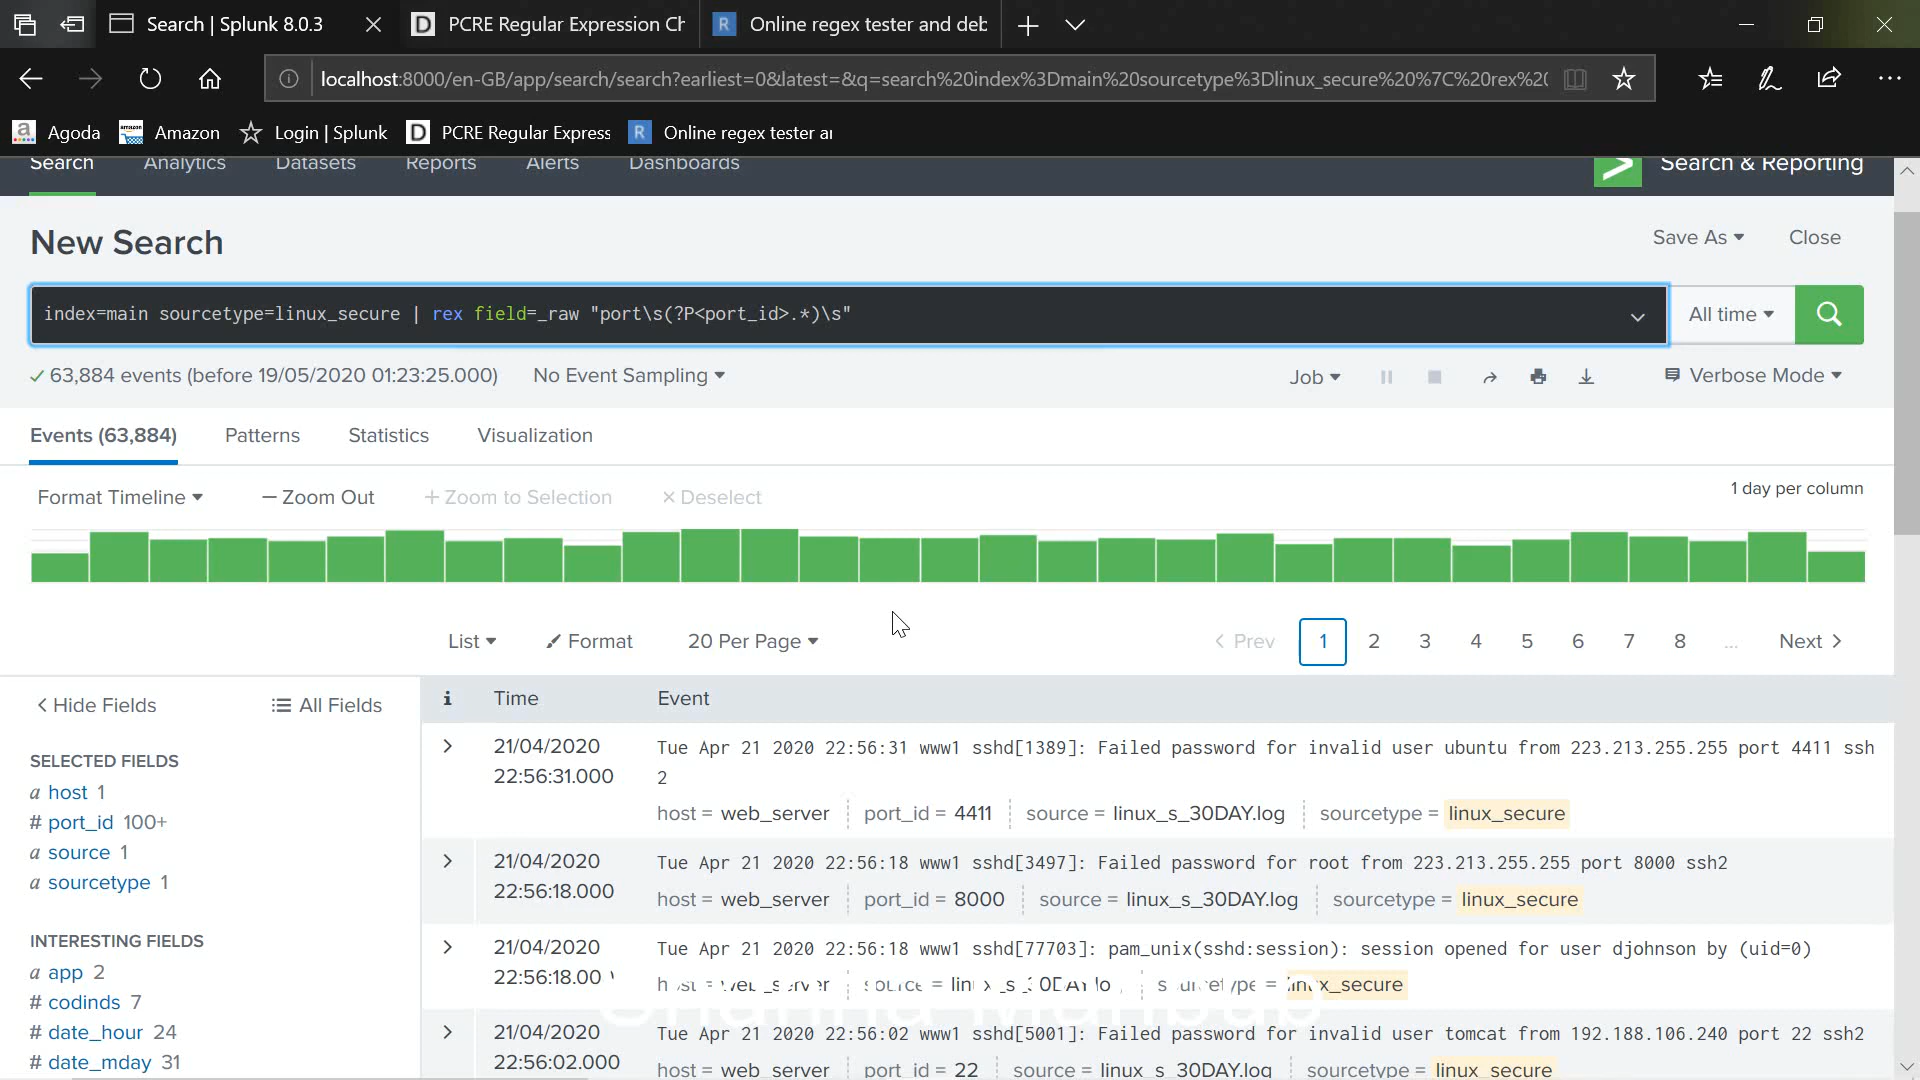 Search | Splunk 8.0.3
PCRE Regular Expression Ch
Online regex tester and deb
localhost:8000/en-GB/app/search/search?earliest=0&latest=&q=search%20index%3Dmain%20sourcetype%3Dlinux_secure%20%7C%20rex%20
Agoda
Amazon
Login | Splunk
PCRE Regular Express
Online regex tester ar
Search Analytics Datasets Reports Alerts Dashboards
Search & Reporting
New Search
Save As Close
index=main sourcetype=linux_secure | rex field=_raw "port\s(?P<port_id>.*)\s"
All time
63,884 events (before 19/05/2020 01:23:25.000) No Event Sampling
Job
Verbose Mode
Events (63,884) Patterns Statistics Visualization
Format Timeline — Zoom Out + Zoom to Selection × Deselect
1 day per column
List Format 20 Per Page
< Prev 1 2 3 4 5 6 7 8 ... Next >
< Hide Fields All Fields
i Time Event
SELECTED FIELDS
a host 1
# port_id 100+
a source 1
a sourcetype 1
INTERESTING FIELDS
a app 2
# codinds 7
# date_hour 24
# date_mday 31
21/04/2020
22:56:31.000
Tue Apr 21 2020 22:56:31 www1 sshd[1389]: Failed password for invalid user ubuntu from 223.213.255.255 port 4411 ssh
2
host = web_server port_id = 4411 source = linux_s_30DAY.log sourcetype = linux_secure
21/04/2020
22:56:18.000
Tue Apr 21 2020 22:56:18 www1 sshd[3497]: Failed password for root from 223.213.255.255 port 8000 ssh2
host = web_server port_id = 8000 source = linux_s_30DAY.log sourcetype = linux_secure
21/04/2020
22:56:18.00
Tue Apr 21 2020 22:56:18 www1 sshd[77703]: pam_unix(sshd:session): session opened for user djohnson by (uid=0)
21/04/2020
22:56:02.000
Tue Apr 21 2020 22:56:02 www1 sshd[5001]: Failed password for invalid user tomcat from 192.188.106.240 port 22 ssh2
host = web_server port_id = 22 source = linux_s_30DAY.log sourcetype = linux_secure